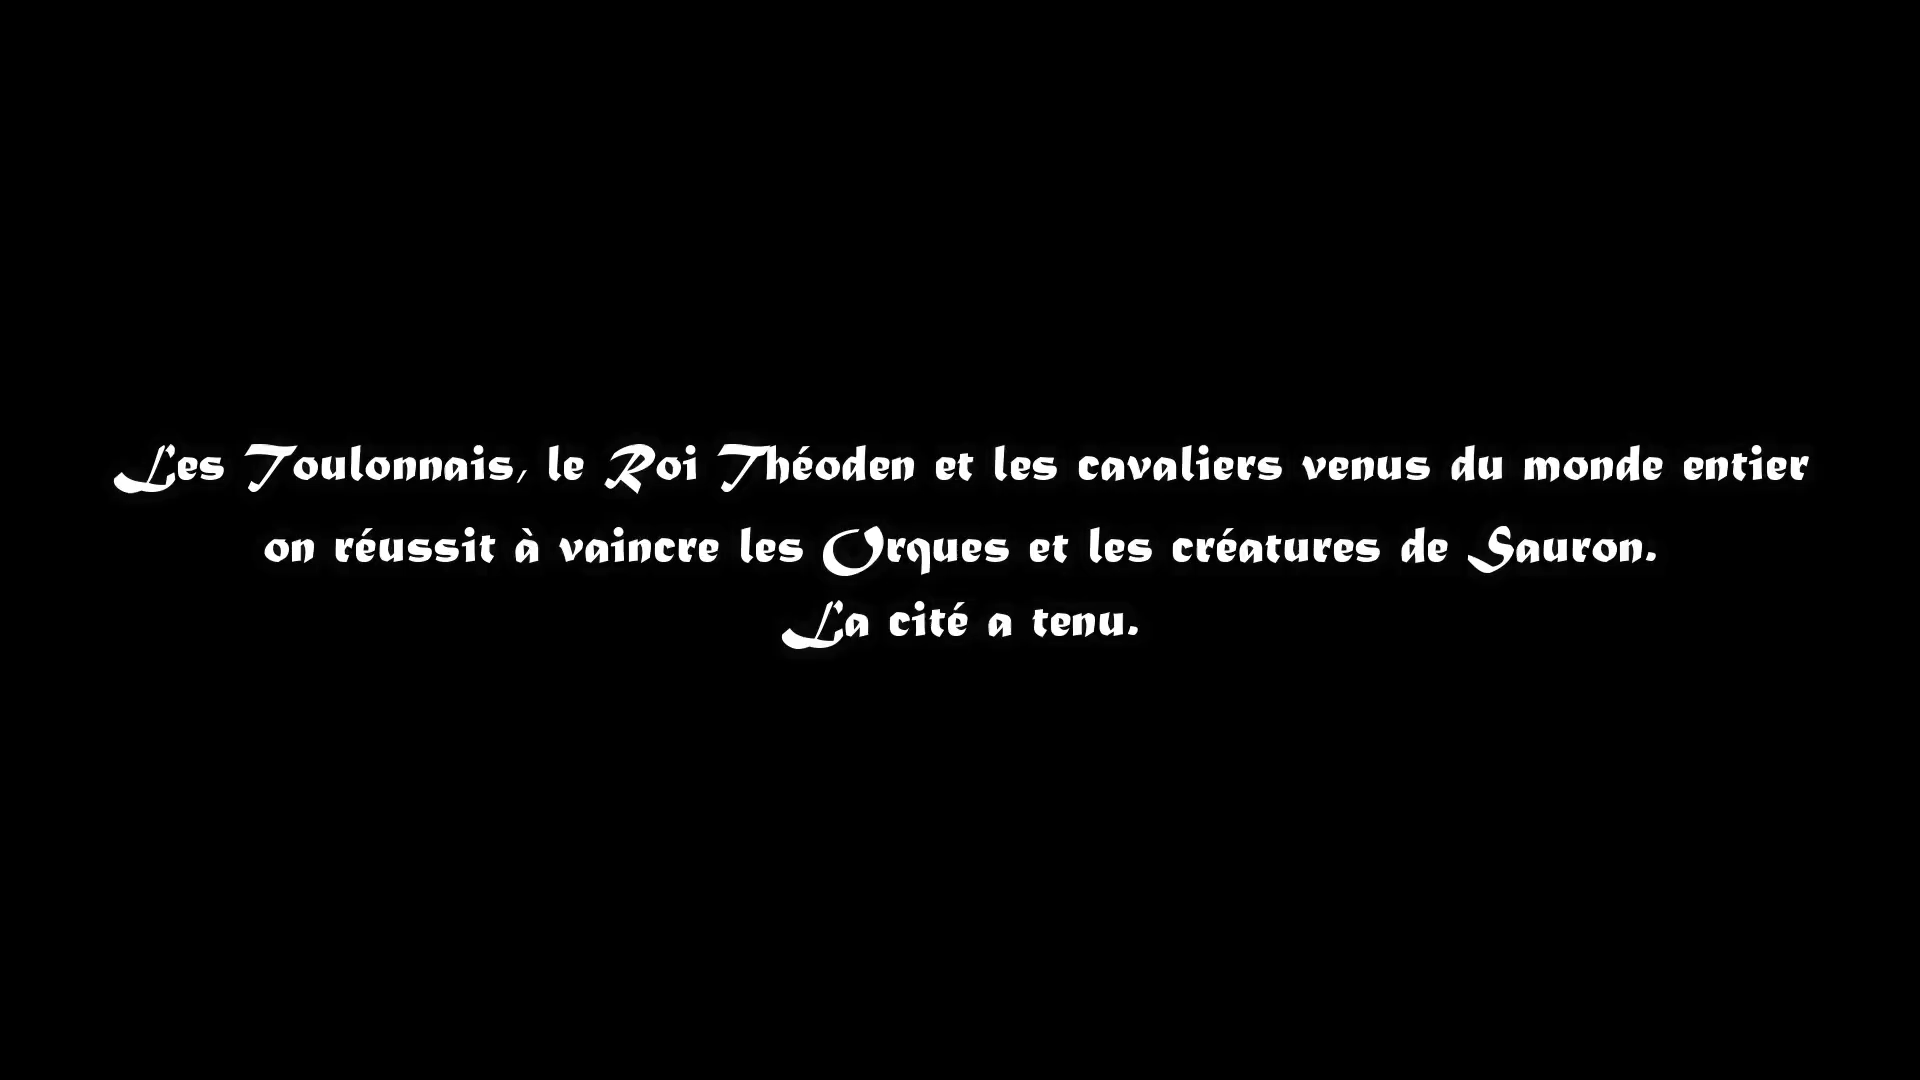 Les Toulonnais, le Roi Théoden et les cavaliers venus du monde entier
on réussit à vaincre les Orques et les créatures de Sauron.
La cité a tenu.